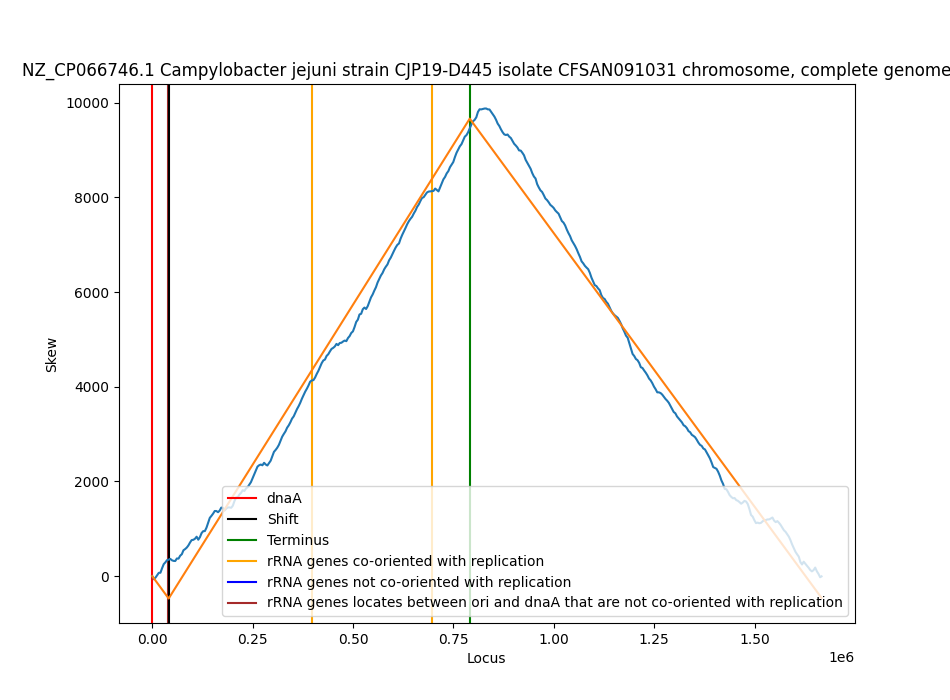 NZ_CP066746.1 Campylobacter jejuni strain CJP19-D445 isolate CFSAN091031 chromosome, complete genome
10000
8000
6000
4000
2000
0
Skew
dnaA
Shift
Terminus
rRNA genes co-oriented with replication
rRNA genes not co-oriented with replication
rRNA genes locates between ori and dnaA that are not co-oriented with replication
0.00 0.25 0.50 0.75 1.00 1.25 1.50
Locus
1e6